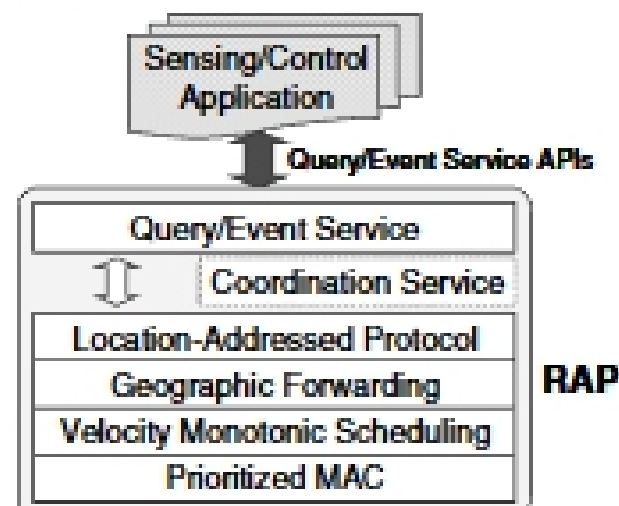 Sensing/Control
Application
Query/Event Service APIs
Query/Event Service
Coordination Service
Location-Addressed Protocol
Geographic Forwarding
RAP
Velocity Monotonic Scheduling
Prioritized MAC